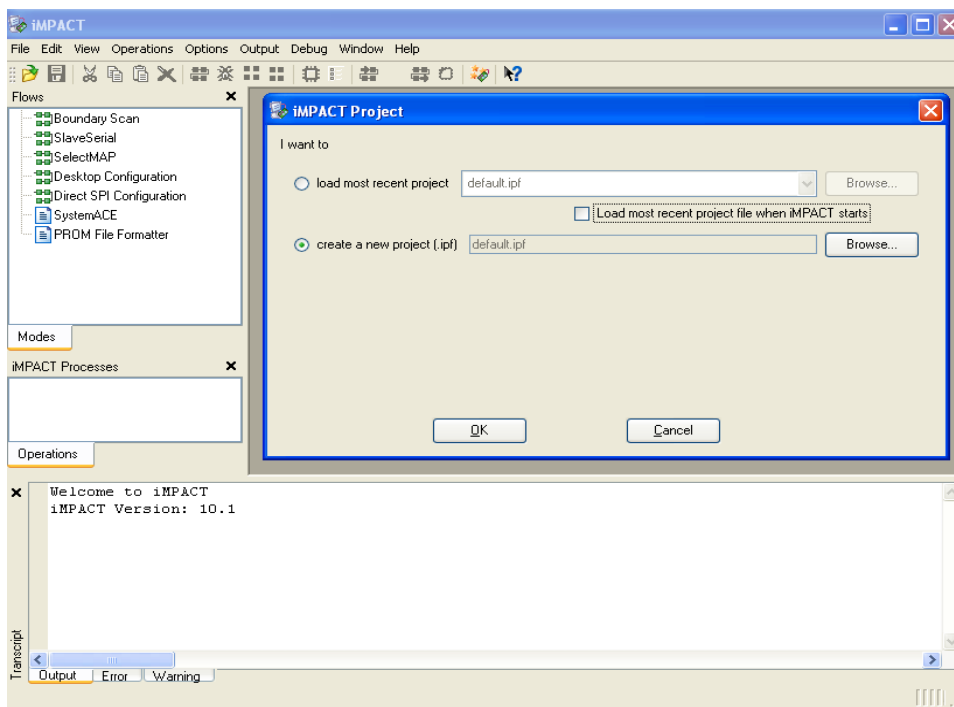 iMPACT
File Edit View Operations Options Output Debug Window Help
Flows
Boundary Scan
SlaveSerial
SelectMAP
Desktop Configuration
Direct SPI Configuration
SystemACE
PROM File Formatter
Modes
iMPACT Processes
Operations
iMPACT Project
I want to
load most recent project default.ipf Browse...
Load most recent project file when iMPACT starts
create a new project (.ipf) default.ipf Browse...
OK Cancel
Welcome to iMPACT
iMPACT Version: 10.1
Transcript
Output Error Warning